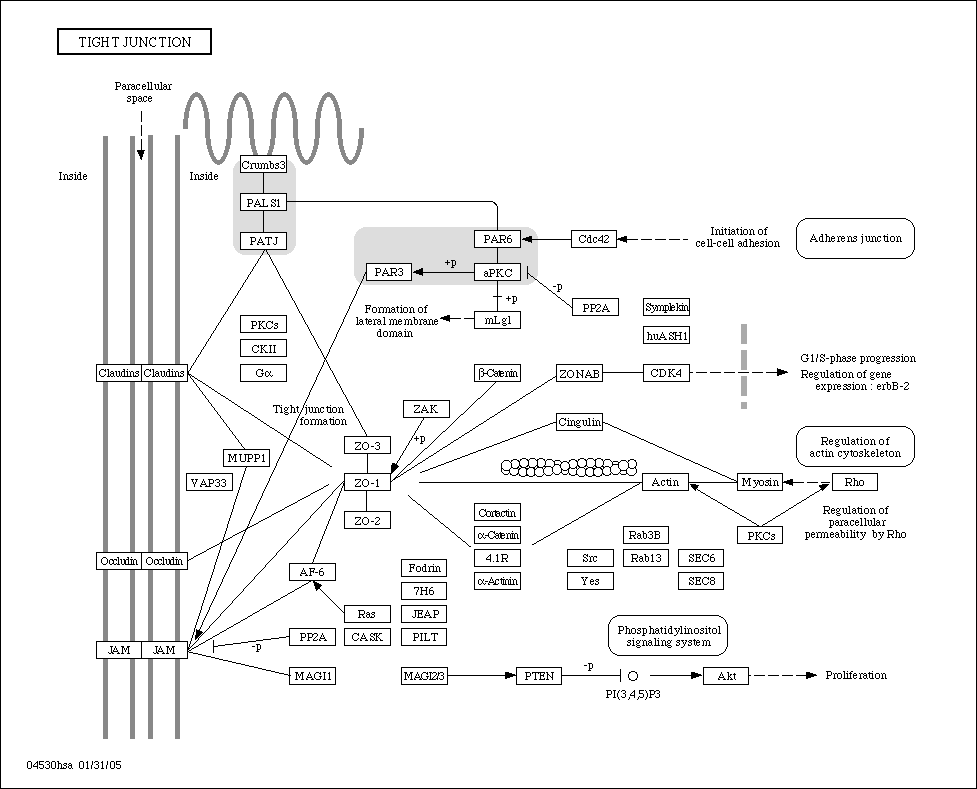 TIGHT JUNCTION
Paracellular
space
Inside
Inside
Crumbs3
PALS1
PATJ
PAR6
Cdc42
Initiation of
cell-cell adhesion
Adherens junction
PAR3
+p
aPKC
-p
+p
PP2A
Symplekin
Formation of
lateral membrane
domain
mLgl
huASH1
PKCs
CKII
Gα
Claudins
Claudins
β-Catenin
ZONAB
CDK4
G1/S-phase progression
Regulation of gene
expression : erbB-2
Tight junction
formation
ZAK
+p
Cingulin
ZO-3
Regulation of
actin cytoskeleton
MUPP1
VAP33
ZO-1
Actin
Myosin
Rho
ZO-2
Cortactin
α-Catenin
4.1R
α-Actinin
Rab3B
PKCs
Regulation of
paracellular
permeability by Rho
Src
Rab13
SEC6
Yes
SEC8
Occludin
Occludin
AF-6
Fodrin
7H6
Ras
JEAP
PP2A
CASK
PILT
-p
JAM
JAM
Phosphatidylinositol
signaling system
MAGI1
MAGI2/3
PTEN
-p
PI(3,4,5)P3
Akt
Proliferation
04530hsa 01/31/05